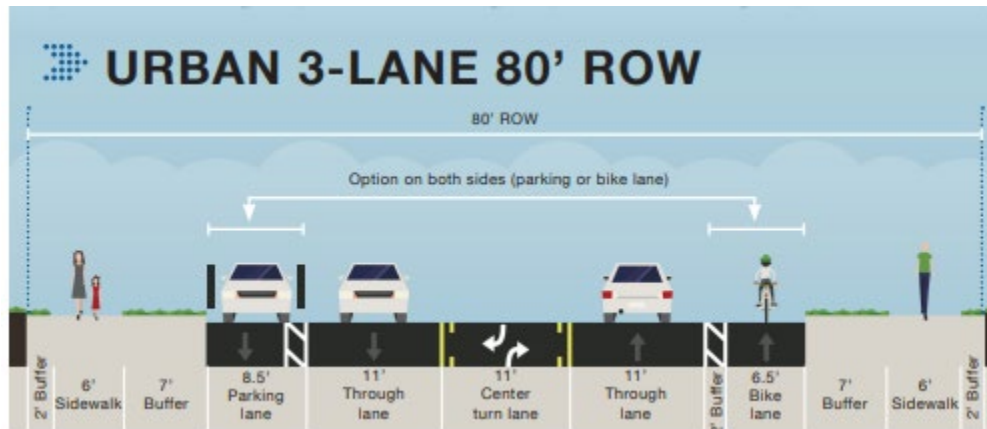 URBAN 3-LANE 80' ROW
80' ROW
Option on both sides (parking or bike lane)
2' Buffer
6'
Sidewalk
7'
Buffer
8.5'
Parking
lane
11'
Through
lane
11'
Center
turn lane
11'
Through
lane
Buffer
6.5'
Bike
lane
7'
Buffer
6'
Sidewalk
2' Buffer